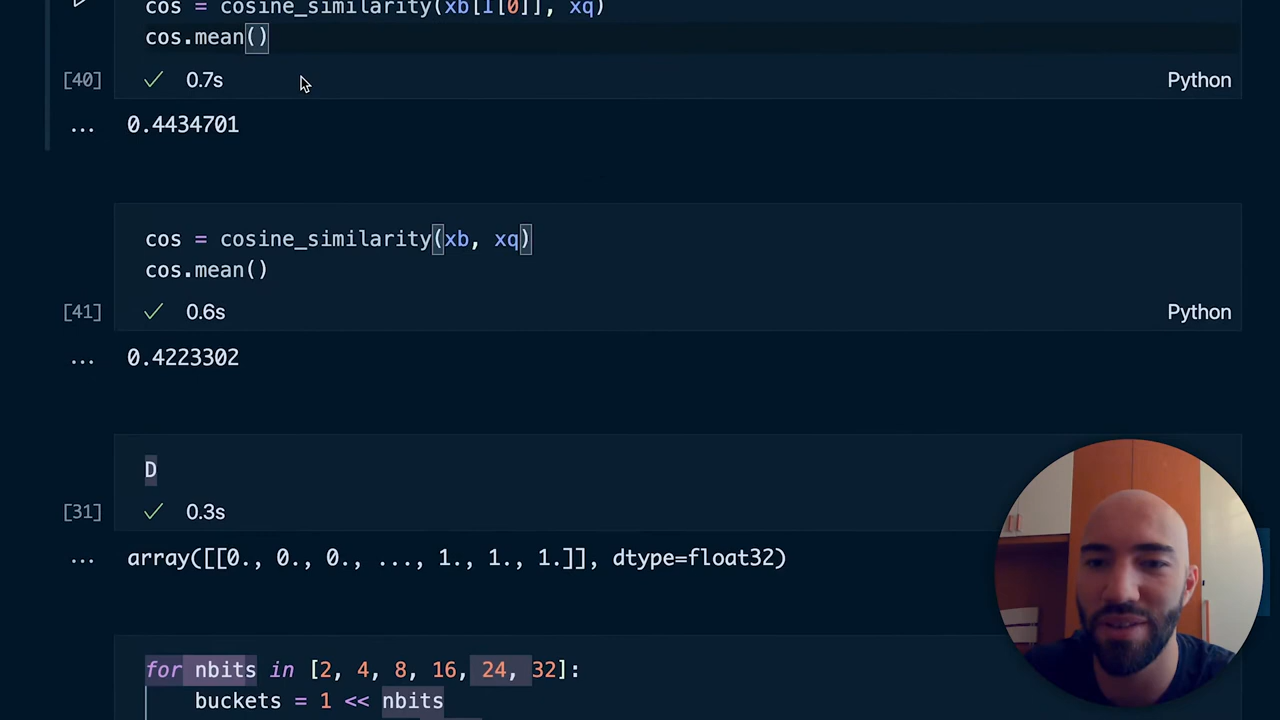 cos = cosine_similarity(xb[I[0]], xq)
cos.mean()
[40]
0.7s
Python
... 0.4434701
cos = cosine_similarity(xb, xq)
cos.mean()
[41]
0.6s
Python
... 0.4223302
D
[31]
0.3s
... array([[0., 0., 0., ..., 1., 1., 1.]], dtype=float32)
for nbits in [2, 4, 8, 16, 24, 32]:
buckets = 1 << nbits